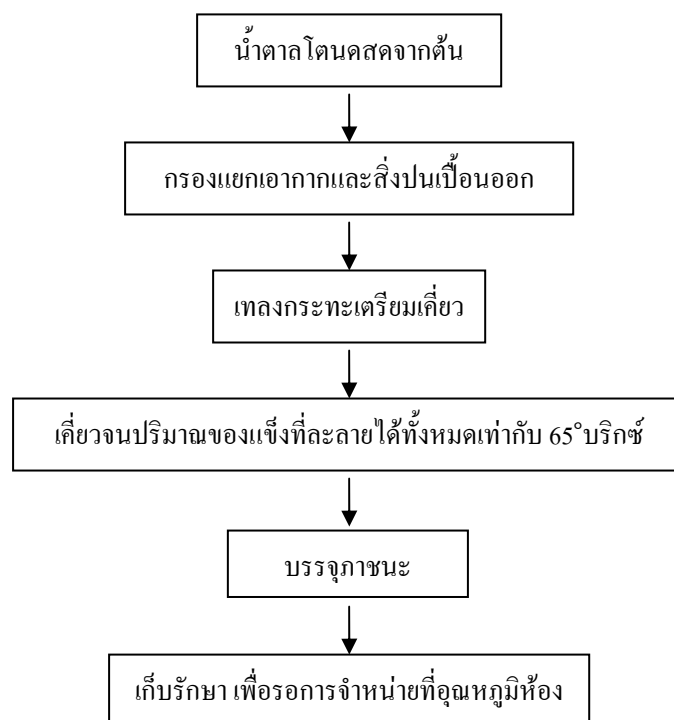 น้ำตาลโตนดสดจากต้น
กรองแยกเอากากและสิ่งปนเปื้อนออก
เทลงกระทะเตรียมเคี่ยว
เคี่ยวจนปริมาณของแข็งที่ละลายได้ทั้งหมดเท่ากับ 65°บริกซ์
บรรจุภาชนะ
เก็บรักษา เพื่อรอการจำหน่ายที่อุณหภูมิห้อง